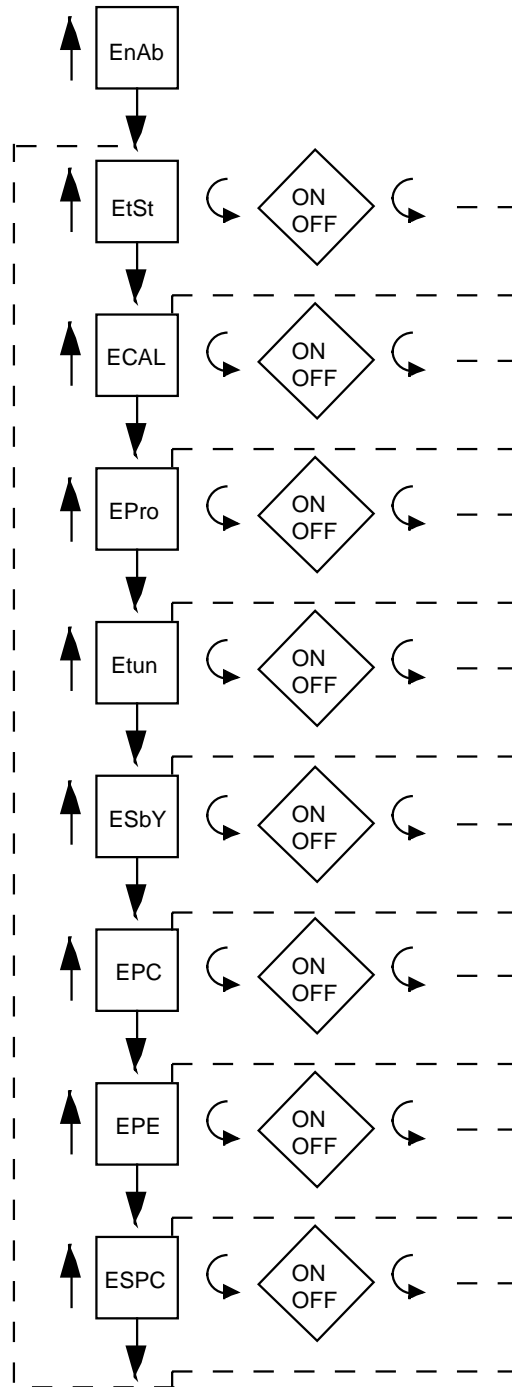 EnAb
EtSt
ON
OFF
ECAL
ON
OFF
EPro
ON
OFF
Etun
ON
OFF
ESbY
ON
OFF
EPC
ON
OFF
EPE
ON
OFF
ESPC
ON
OFF